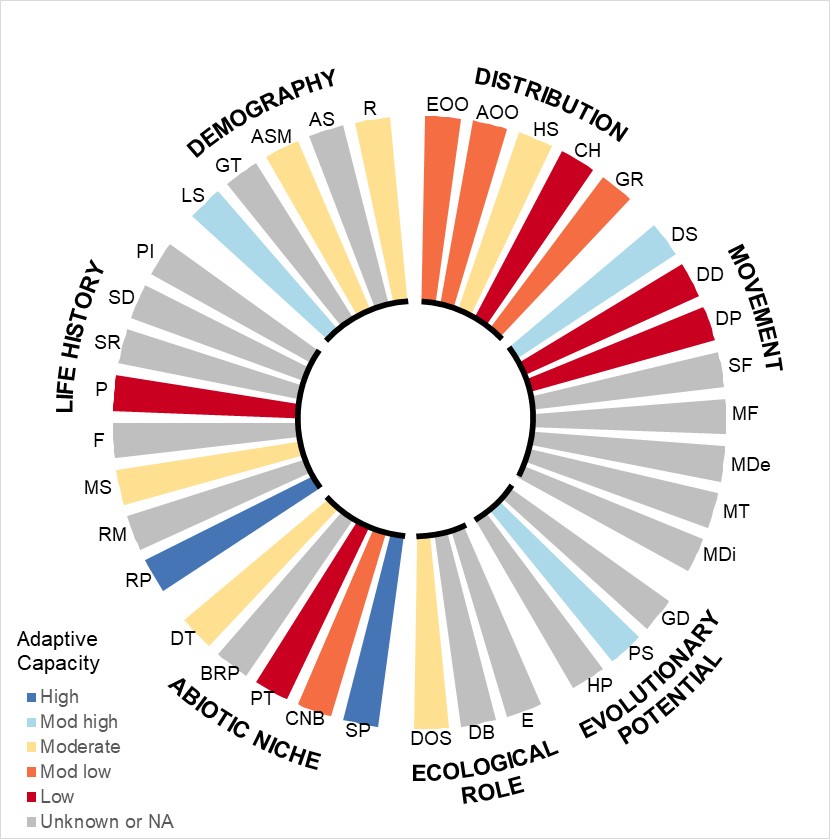 DEMOGRAPHY
DISTRIBUTION
LS
GT
ASM
AS
R
EOO
AOO
HS
CH
GR
MOVEMENT
DS
DD
DP
SF
MF
MDe
MT
MDi
EVOLUTIONARY
POTENTIAL
GD
PS
HP
ECOLOGICAL
ROLE
E
DB
DOS
ABIOTIC NICHE
SP
CNB
PT
BRP
DT
LIFE HISTORY
RP
RM
MS
F
P
SR
SD
PI
Adaptive
Capacity
High
Mod high
Moderate
Mod low
Low
Unknown or NA